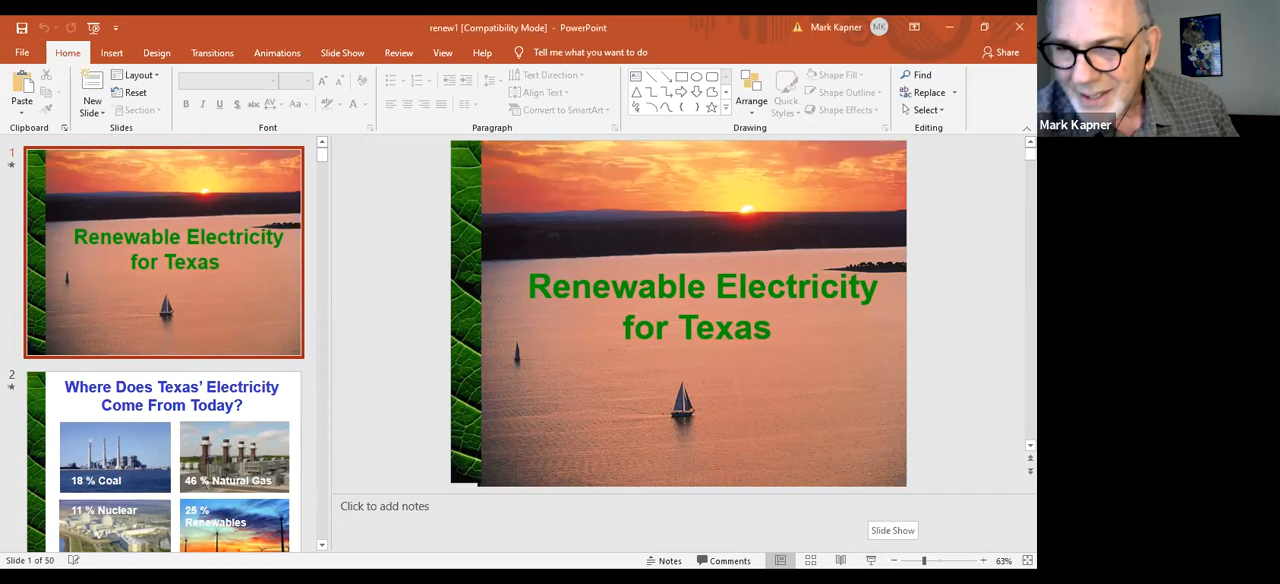 renew1 [Compatibility Mode] - PowerPoint
Mark Kapner
MK
File
Home
Insert
Design
Transitions
Animations
Slide Show
Review
View
Help
Tell me what you want to do
Share
Paste
New
Slide
Layout
Reset
Section
B I U S abc AV Aa A
Text Direction
Align Text
Convert to SmartArt
Arrange
Quick
Styles
Shape Fill
Shape Outline
Shape Effects
Find
Replace
Select
Clipboard
Slides
Font
Paragraph
Drawing
Editing
Mark Kapner
1
Renewable Electricity
for Texas
2
Where Does Texas' Electricity
Come From Today?
18 % Coal
46 % Natural Gas
11 % Nuclear
25 %
Renewables
Renewable Electricity
for Texas
Click to add notes
Slide Show
Slide 1 of 50
Notes
Comments
63%